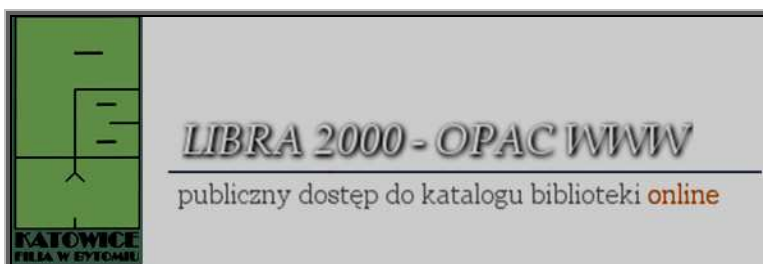 LIBRA 2000 - OPAC WWW
publiczny dostęp do katalogu biblioteki online
KATOWICE
FILIA W BYTOMIU